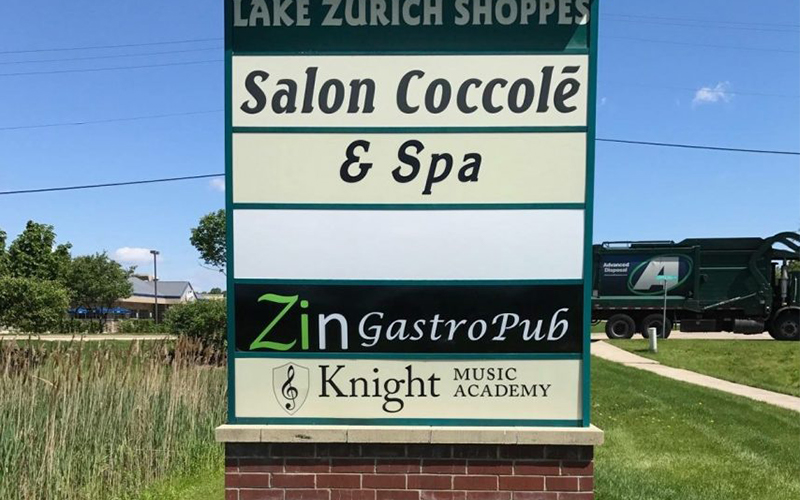 LAKE ZURICH SHOPPES
Salon Coccolē
& Spa
Zin GastroPub
Knight MUSIC
ACADEMY
Advanced
Disposal